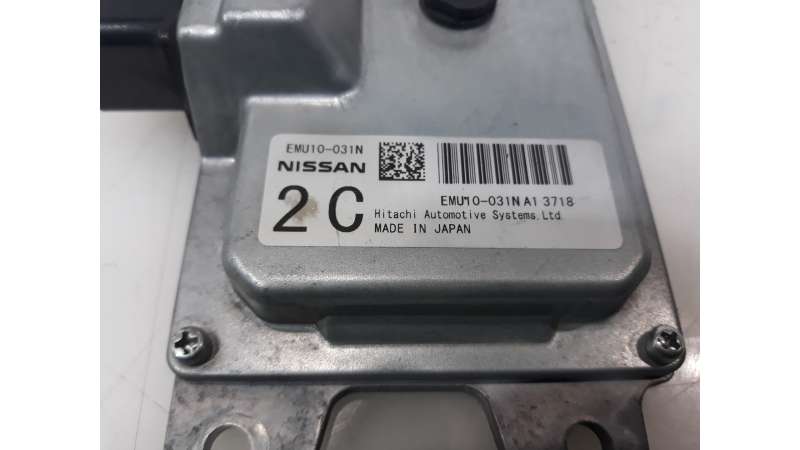 EMU10-031N
NISSAN
2C
EMU10-031N A1 3718
Hitachi Automotive Systems, Ltd.
MADE IN JAPAN